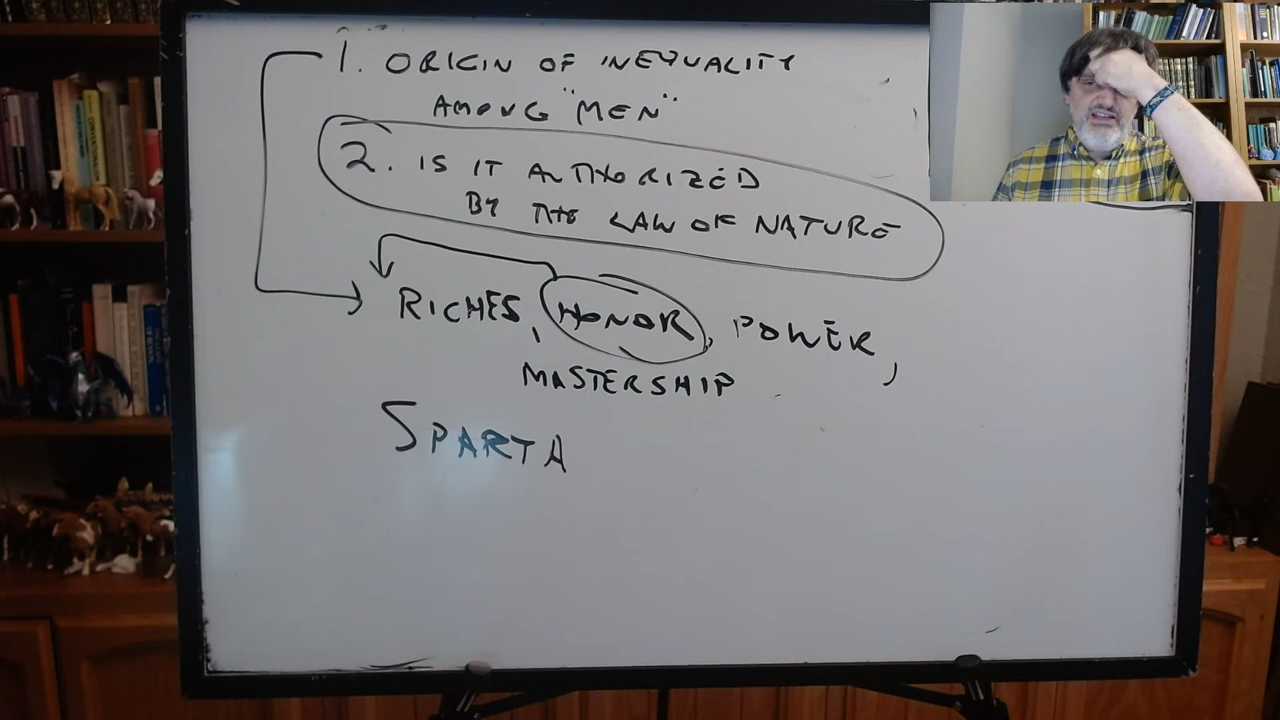 1. ORIGIN OF INEQUALITY
AMONG "MEN"
2. IS IT AUTHORIZED
BY THE LAW OF NATURE
RICHES, HONOR, POWER,
MASTERSHIP
SPARTA